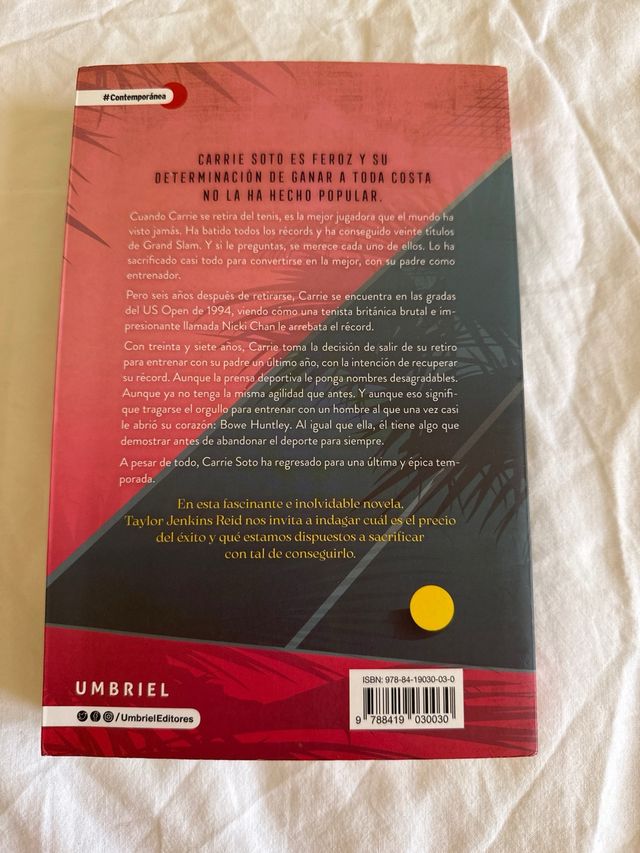 #Contemporánea
CARRIE SOTO ES FEROZ Y SU
DETERMINACIÓN DE GANAR A TODA COSTA
NO LA HA HECHO POPULAR.
Cuando Carrie se retira del tenis, es la mejor jugadora que el mundo ha
visto jamás. Ha batido todos los récords y ha conseguido veinte títulos
de Grand Slam. Y si le preguntas, se merece cada uno de ellos. Lo ha
sacrificado casi todo para convertirse en la mejor, con su padre como
entrenador.
Pero seis años después de retirarse, Carrie se encuentra en las gradas
del US Open de 1994, viendo cómo una tenista británica brutal e im-
presionante llamada Nicki Chan le arrebata el récord.
Con treinta y siete años, Carrie toma la decisión de salir de su retiro
para entrenar con su padre un último año, con la intención de recuperar
su récord. Aunque la prensa deportiva le ponga nombres desagradables.
Aunque ya no tenga la misma agilidad que antes. Y aunque eso signifi-
que tragarse el orgullo para entrenar con un hombre al que una vez casi
le abrió su corazón: Bowe Huntley. Al igual que ella, él tiene algo que
demostrar antes de abandonar el deporte para siempre.
A pesar de todo, Carrie Soto ha regresado para una última y épica tem-
porada.
En esta fascinante e inolvidable novela,
Taylor Jenkins Reid nos invita a indagar cuál es el precio
del éxito y qué estamos dispuestos a sacrificar
con tal de conseguirlo.
UMBRIEL
/UmbrielEditores
ISBN: 978-84-19030-03-0
9 788419 030030